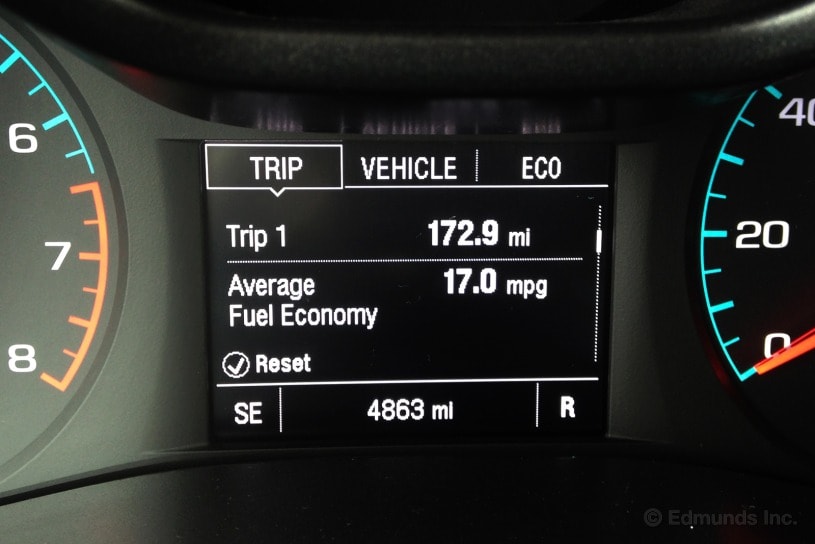 TRIP VEHICLE ECO
Trip 1 172.9 mi
Average 17.0 mpg
Fuel Economy
Reset
SE 4863 mi R
6
7
8
40
20
0
© Edmunds Inc.